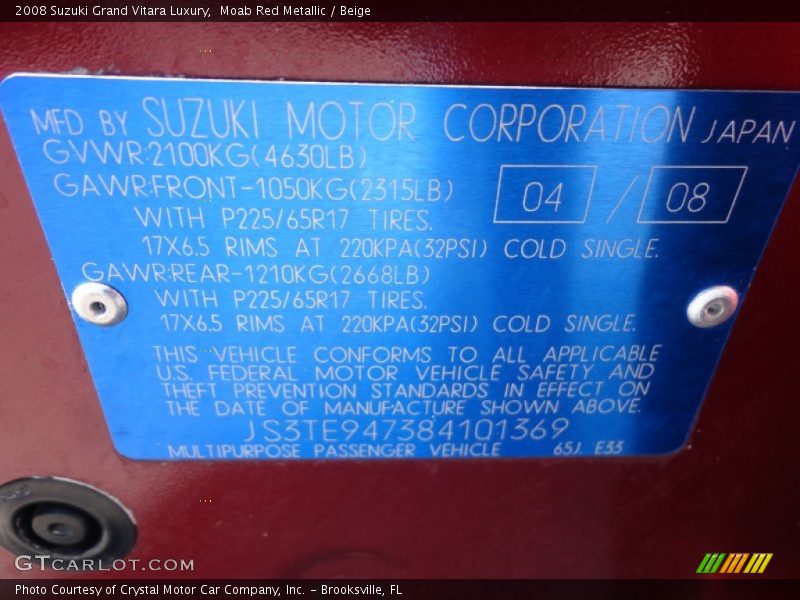 2008 Suzuki Grand Vitara Luxury, Moab Red Metallic / Beige
MFD BY SUZUKI MOTOR CORPORATION JAPAN
GVWR:2100KG(4630LB)
GAWR:FRONT-1050KG(2315LB)
04 / 08
WITH P225/65R17 TIRES.
17X6.5 RIMS AT 220KPA(32PSI) COLD SINGLE.
GAWR:REAR-1210KG(2668LB)
WITH P225/65R17 TIRES.
17X6.5 RIMS AT 220KPA(32PSI) COLD SINGLE.
THIS VEHICLE CONFORMS TO ALL APPLICABLE
U.S. FEDERAL MOTOR VEHICLE SAFETY AND
THEFT PREVENTION STANDARDS IN EFFECT ON
THE DATE OF MANUFACTURE SHOWN ABOVE.
JS3TE947384101369
MULTIPURPOSE PASSENGER VEHICLE 65J E33
GTCARLOT.COM
Photo Courtesy of Crystal Motor Car Company, Inc. - Brooksville, FL